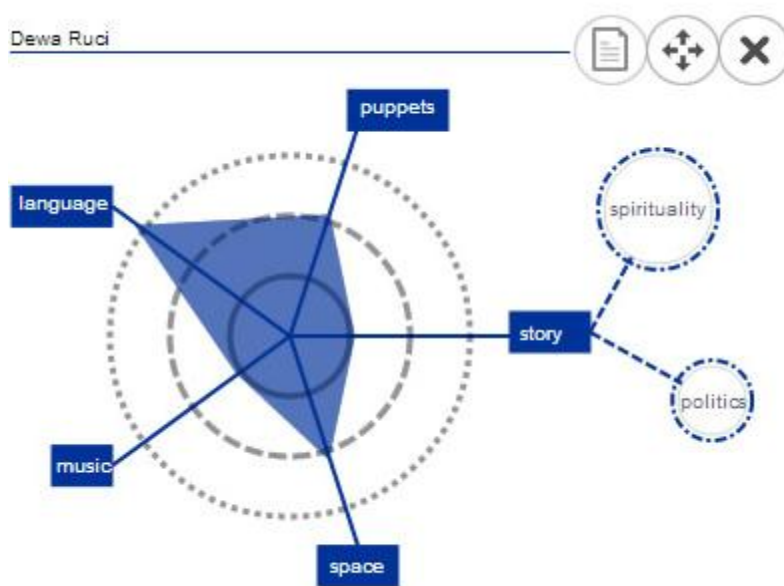 Dewa Ruci
puppets
language
spirituality
story
politics
music
space